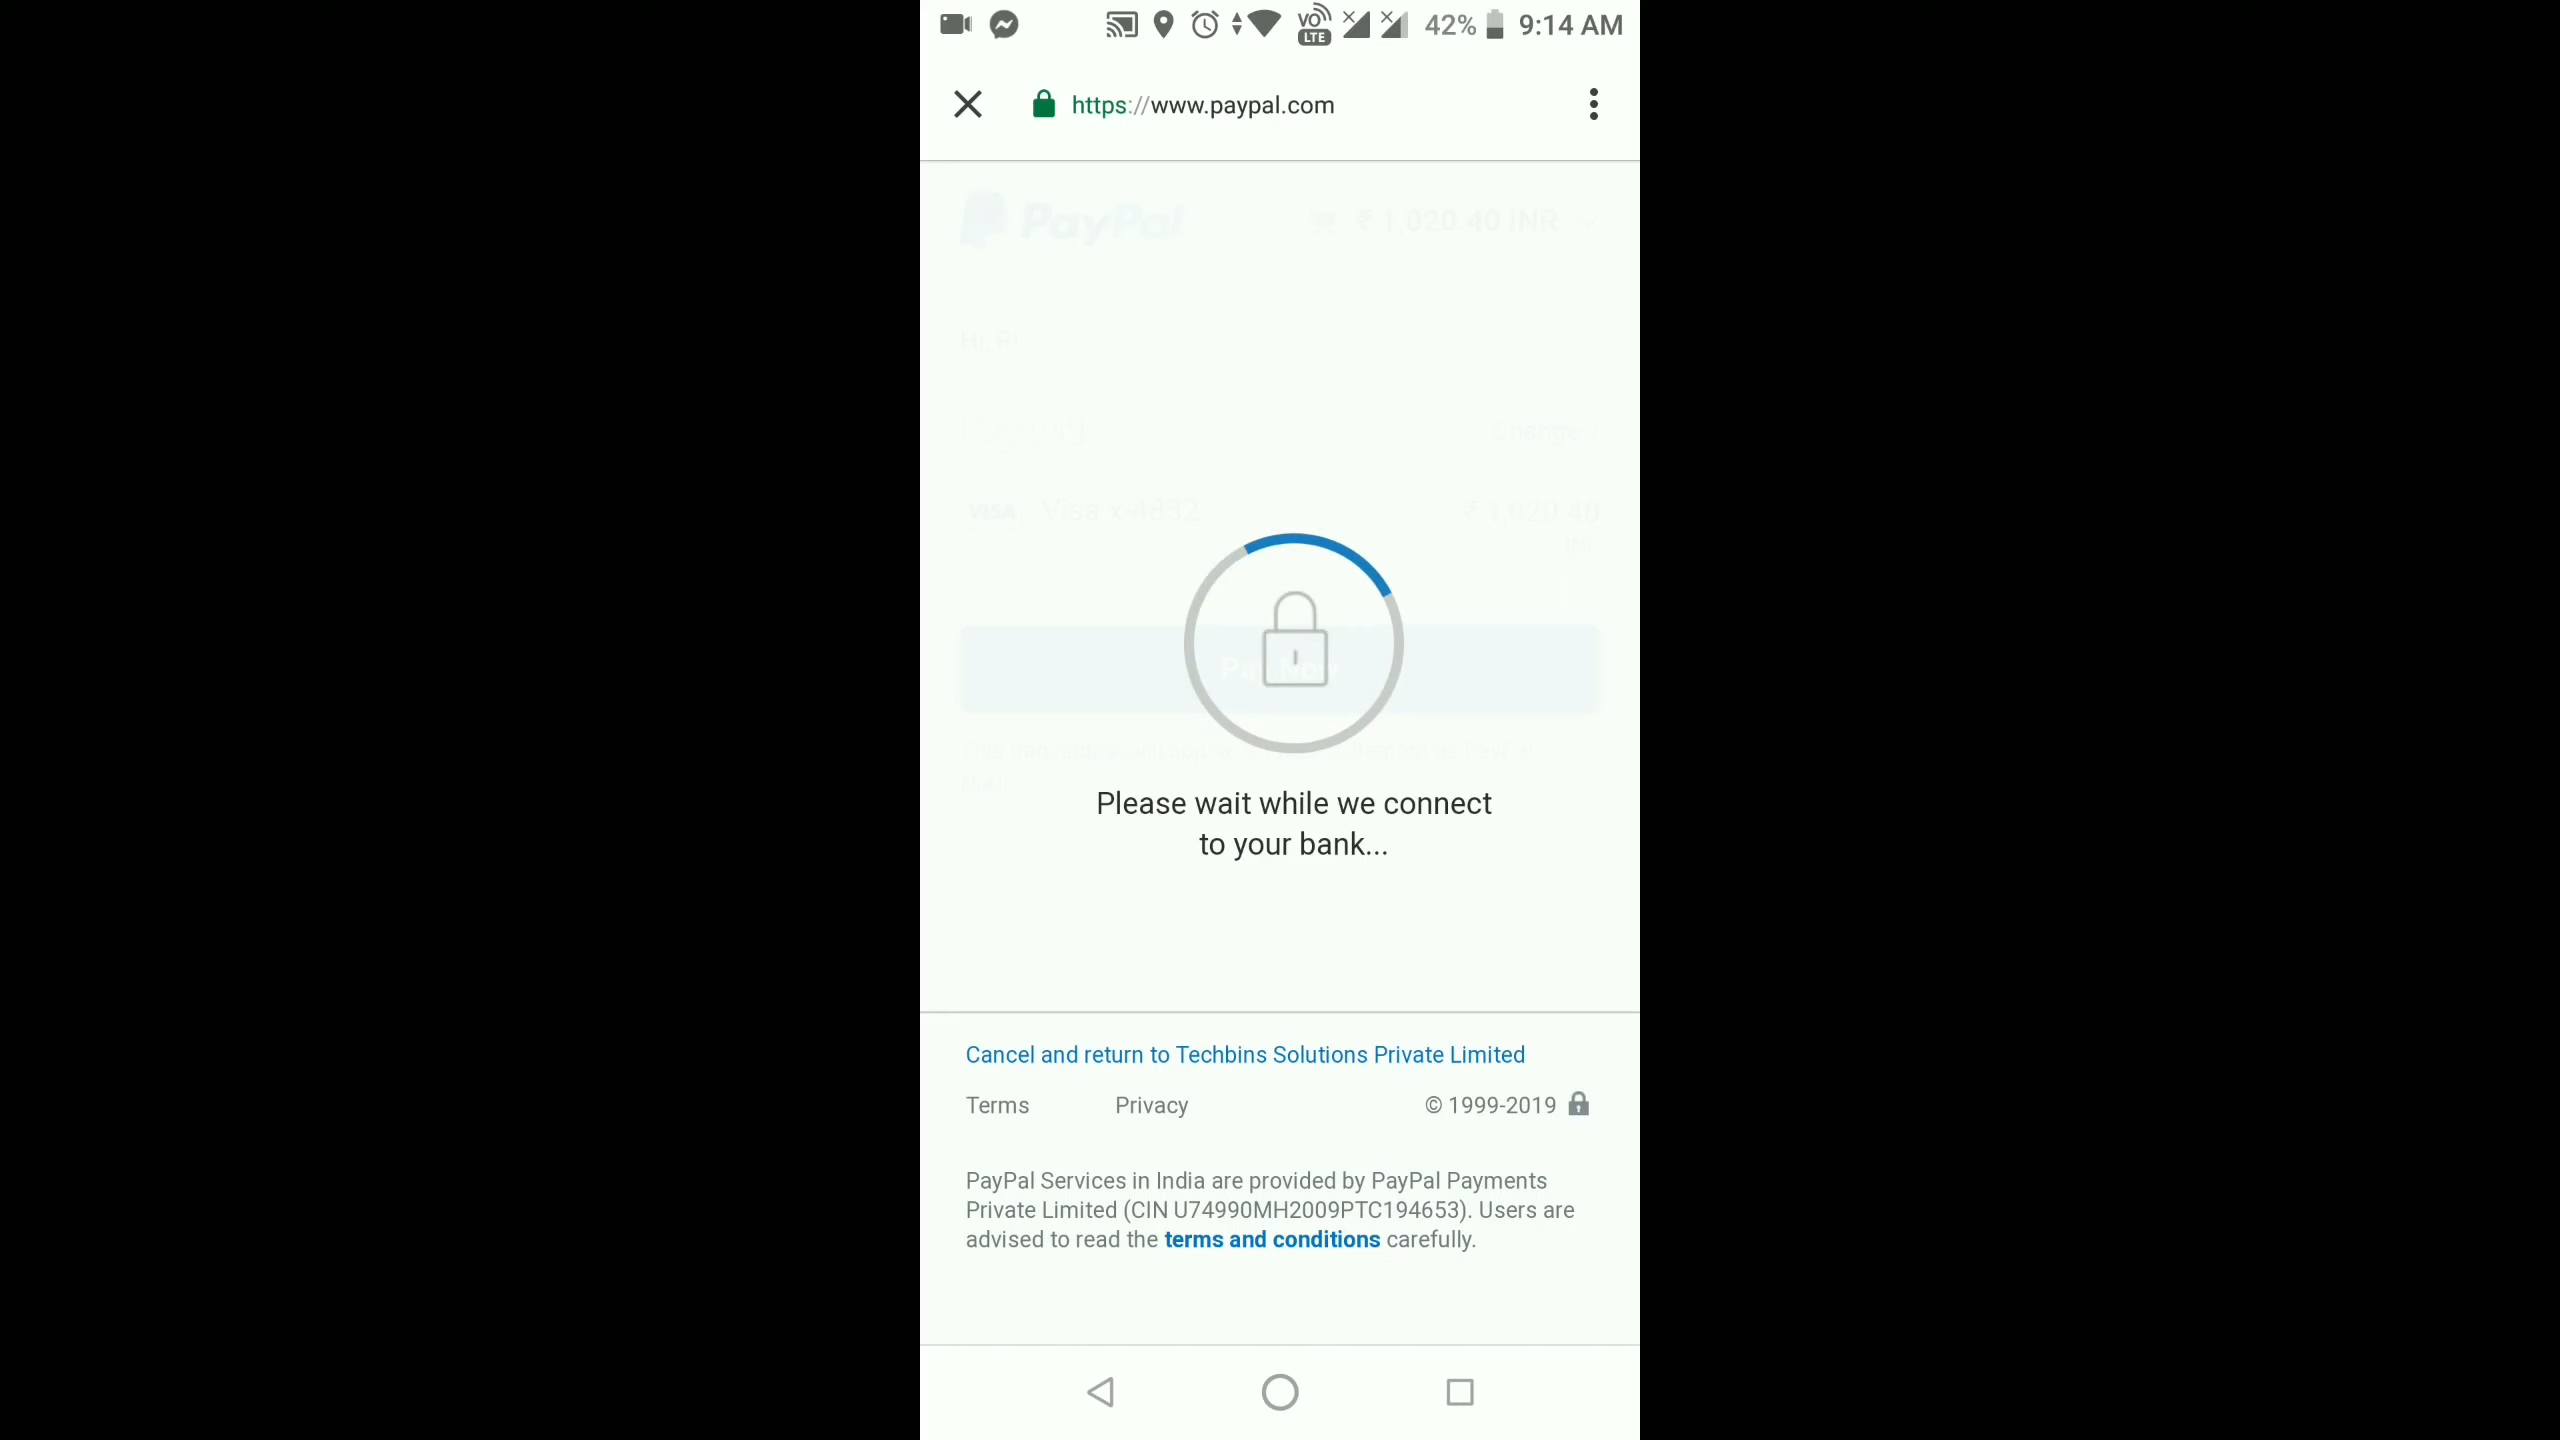 VO LTE 42% 9:14 AM
https://www.paypal.com
PayPal ₹ 1,020.40 INR
Visa x-4832 ₹ 1,020.40
VISA
Pay Now
Please wait while we connect
to your bank...
Cancel and return to Techbins Solutions Private Limited
Terms Privacy © 1999-2019
PayPal Services in India are provided by PayPal Payments
Private Limited (CIN U74990MH2009PTC194653). Users are
advised to read the terms and conditions carefully.